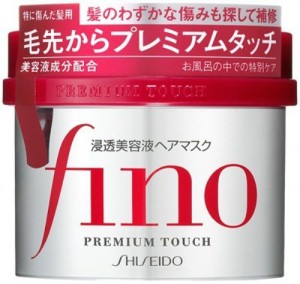 特に傷んだ髪用
髪のわずかな傷みも探して補修
毛先からプレミアムタッチ
美容液成分配合
お風呂の中での特別ケア
PREMIUM TOUCH
浸透美容液ヘアマスク
fino
PREMIUM TOUCH
SHISEIDO